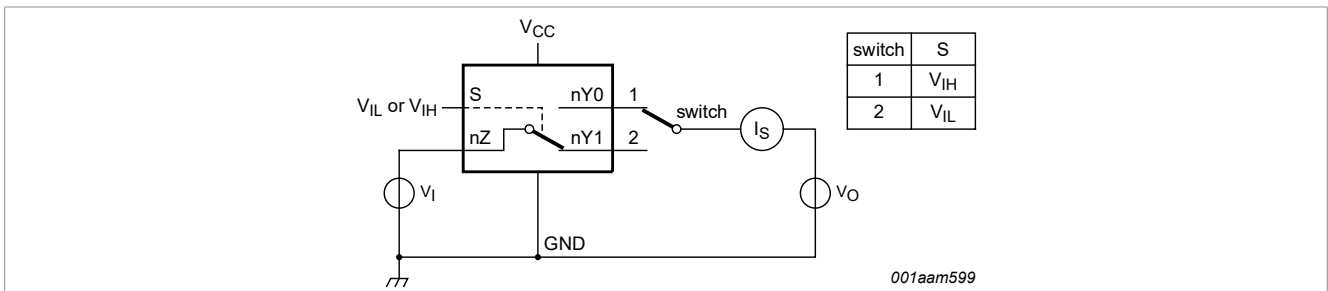 VCC
switch S
1 VIH
2 VIL
S nY0 1
VIL or VIH
switch
IS
nZ nY1 2
VI
VO
GND
001aam599